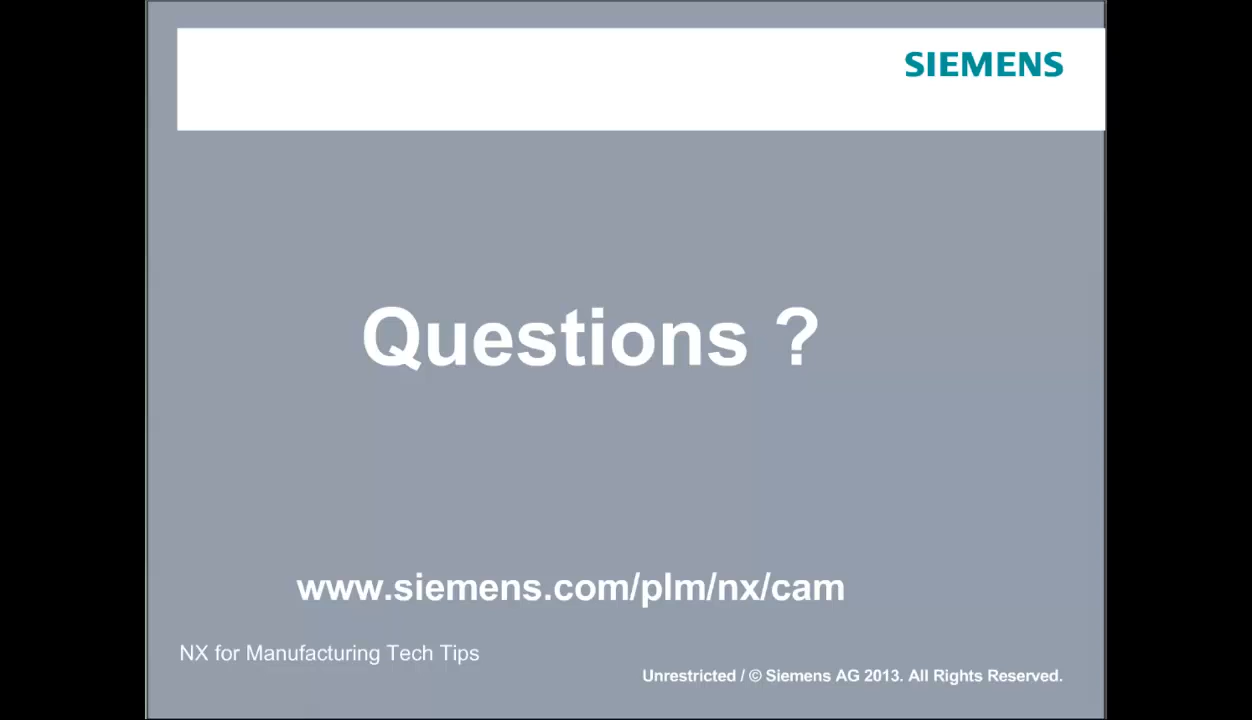 SIEMENS
Questions ?
www.siemens.com/plm/nx/cam
NX for Manufacturing Tech Tips
Unrestricted / © Siemens AG 2013. All Rights Reserved.